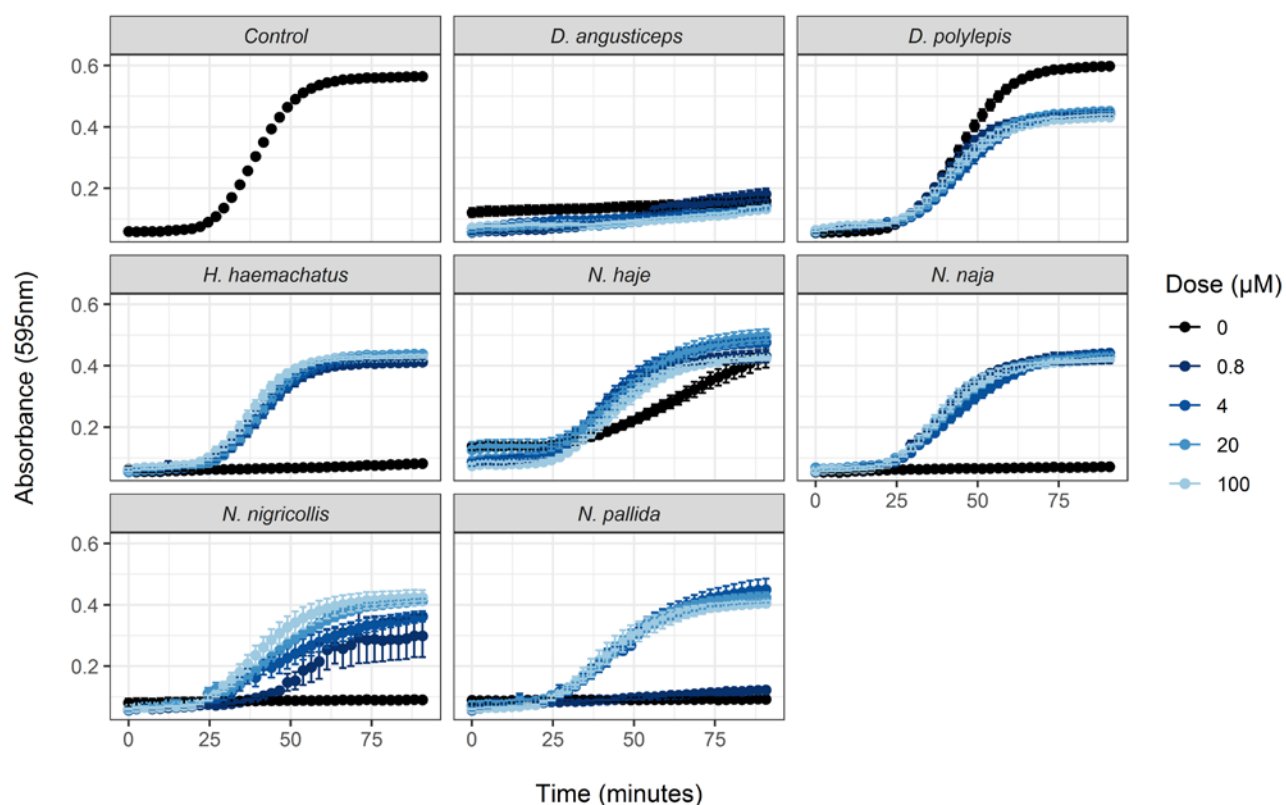 Control
D. angusticeps
D. polylepis
0.6
0.4
0.2
H. haemachatus
N. haje
N. naja
0.6
0.4
0.2
0 25 50 75
N. nigricollis
N. pallida
0.6
0.4
0.2
0 25 50 75
0 25 50 75
Absorbance (595nm)
Time (minutes)
Dose (µM)
0
0.8
4
20
100